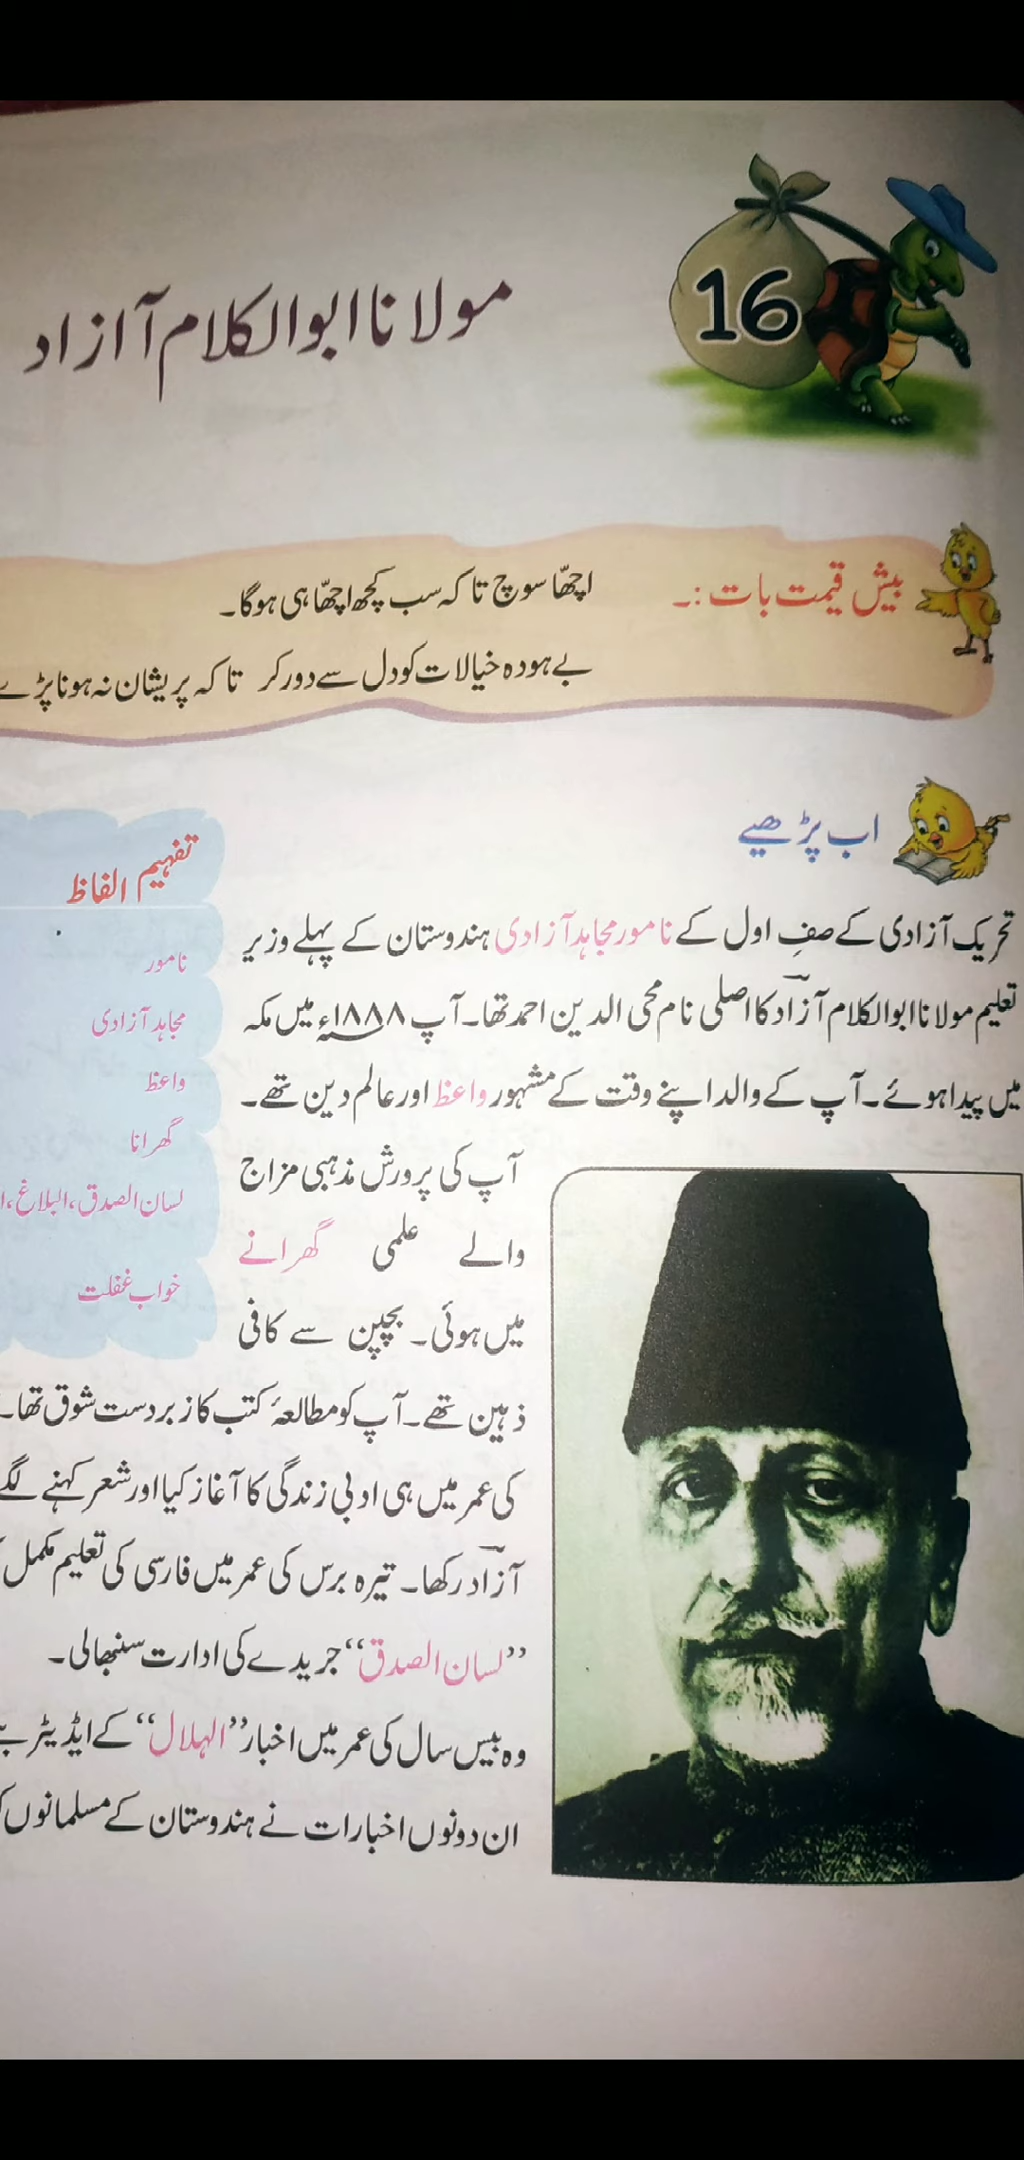 16
مولانا ابوالکلام آزاد
بیش قیمت بات :۔
اچھّا سوچ تا کہ سب کچھ اچھّا ہی ہوگا۔
بے ہودہ خیالات کو دل سے دور کر تا کہ پریشان نہ ہونا پڑے
اب پڑھیے
تحریک آزادی کے صفِ اول کے نامور مجاہد آزادی ہندوستان کے پہلے وزیر
تعلیم مولانا ابوالکلام آزاد کا اصلی نام محی الدین احمد تھا۔ آپ ۱۸۸۸ء میں مکہ
میں پیدا ہوئے۔ آپ کے والد اپنے وقت کے مشہور واعظ اور عالم دین تھے۔
آپ کی پرورش مذہبی مزاج
والے علمی گھرانے
میں ہوئی۔ بچپن سے کافی
ذہین تھے۔ آپ کو مطالعۂ کتب کا زبردست شوق تھا۔
کی عمر میں ہی ادبی زندگی کا آغاز کیا اور شعر کہنے لگے
آزاد رکھا۔ تیرہ برس کی عمر میں فارسی کی تعلیم مکمل
”لسان الصدق“ جریدے کی ادارت سنبھالی۔
وہ بیس سال کی عمر میں اخبار ”الہلال“ کے ایڈیٹر
ان دونوں اخبارات نے ہندوستان کے مسلمانوں
تفہیم الفاظ
نامور
مجاہد آزادی
واعظ
گھرانا
لسان الصدق، البلاغ،
خواب غفلت